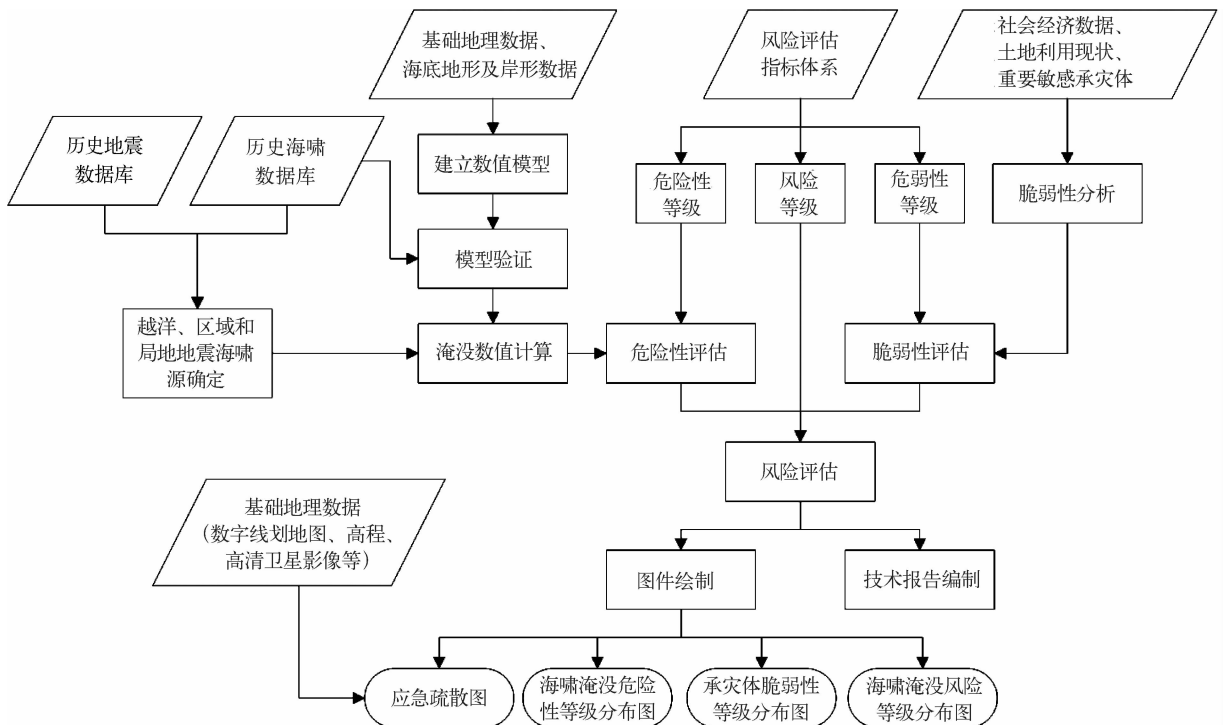 基础地理数据、
海底地形及岸形数据
风险评估
指标体系
社会经济数据、
土地利用现状、
重要敏感承灾体
历史地震
数据库
历史海啸
数据库
建立数值模型
危险性
等级
风险
等级
危弱性
等级
脆弱性分析
模型验证
越洋、区域和
局地地震海啸
源确定
淹没数值计算
危险性评估
脆弱性评估
风险评估
基础地理数据
(数字线划地图、高程、
高清卫星影像等)
图件绘制
技术报告编制
应急疏散图
海啸淹没危险
性等级分布图
承灾体脆弱性
等级分布图
海啸淹没风险
等级分布图